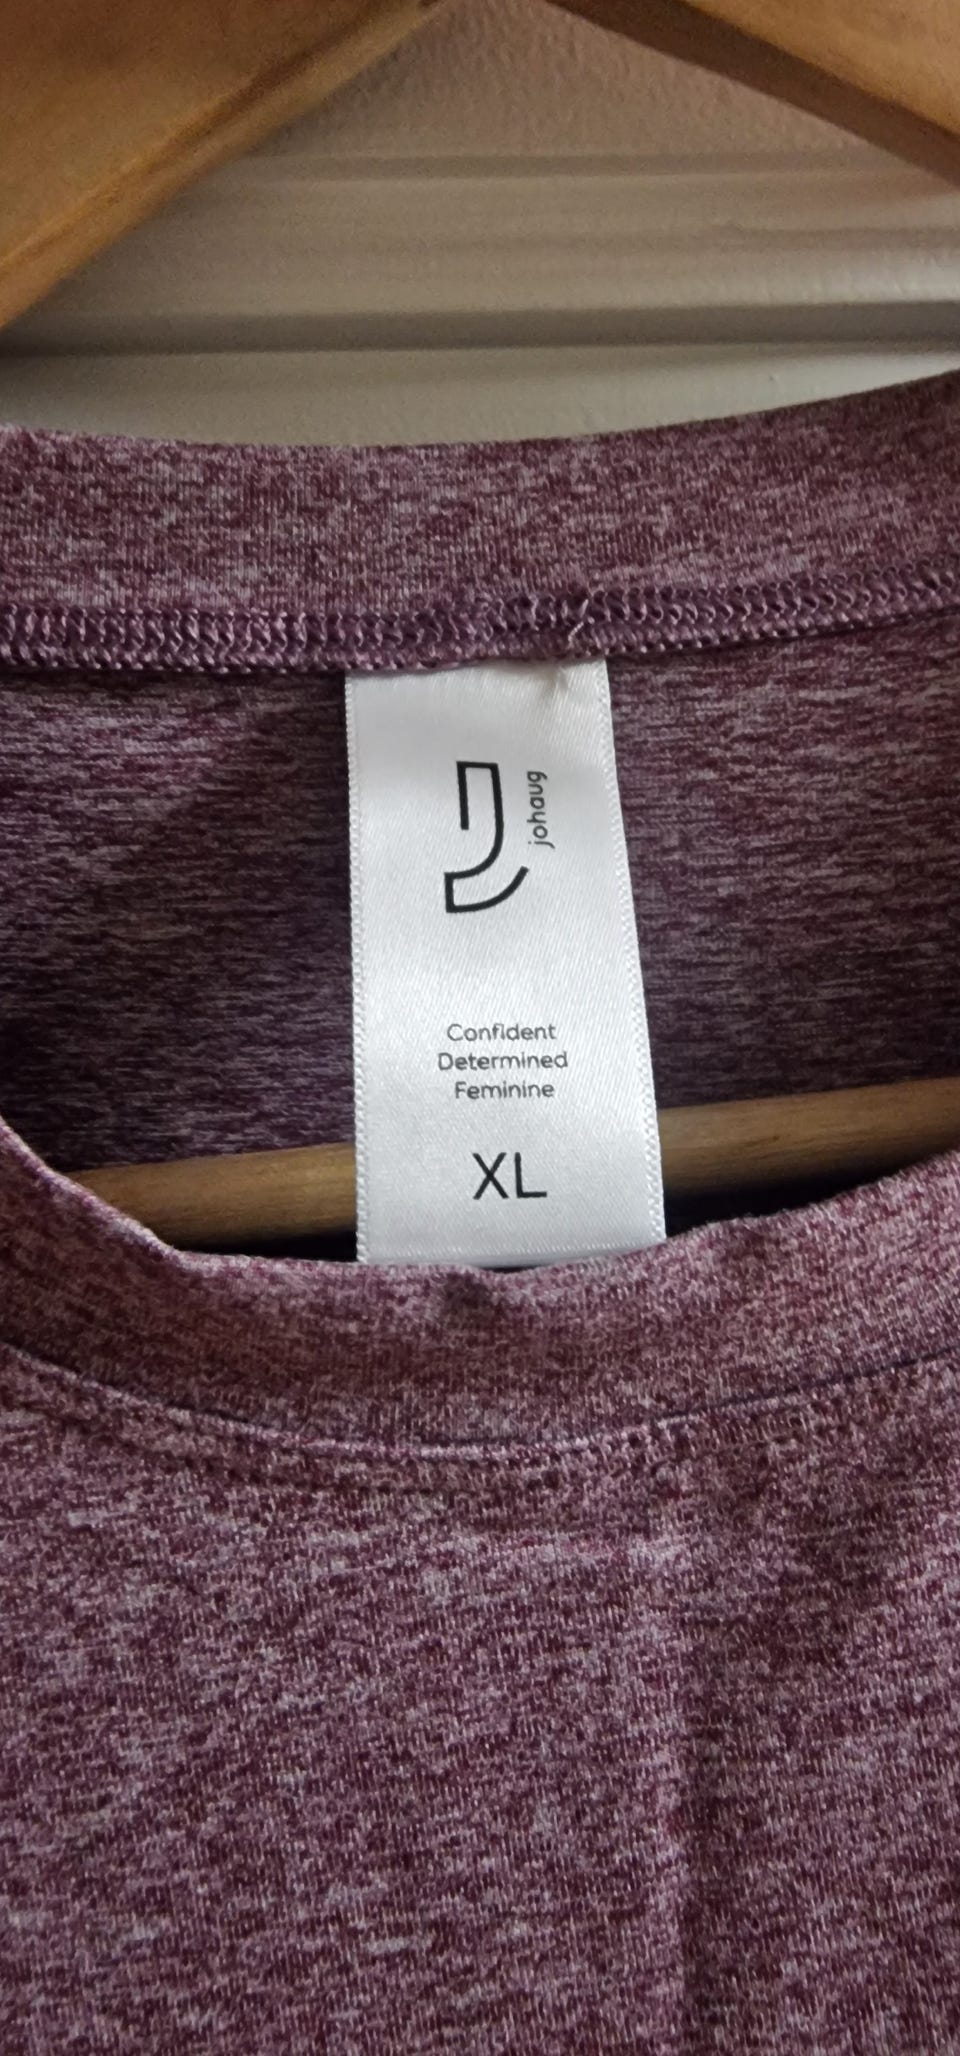 johaug
Confident
Determined
Feminine
XL